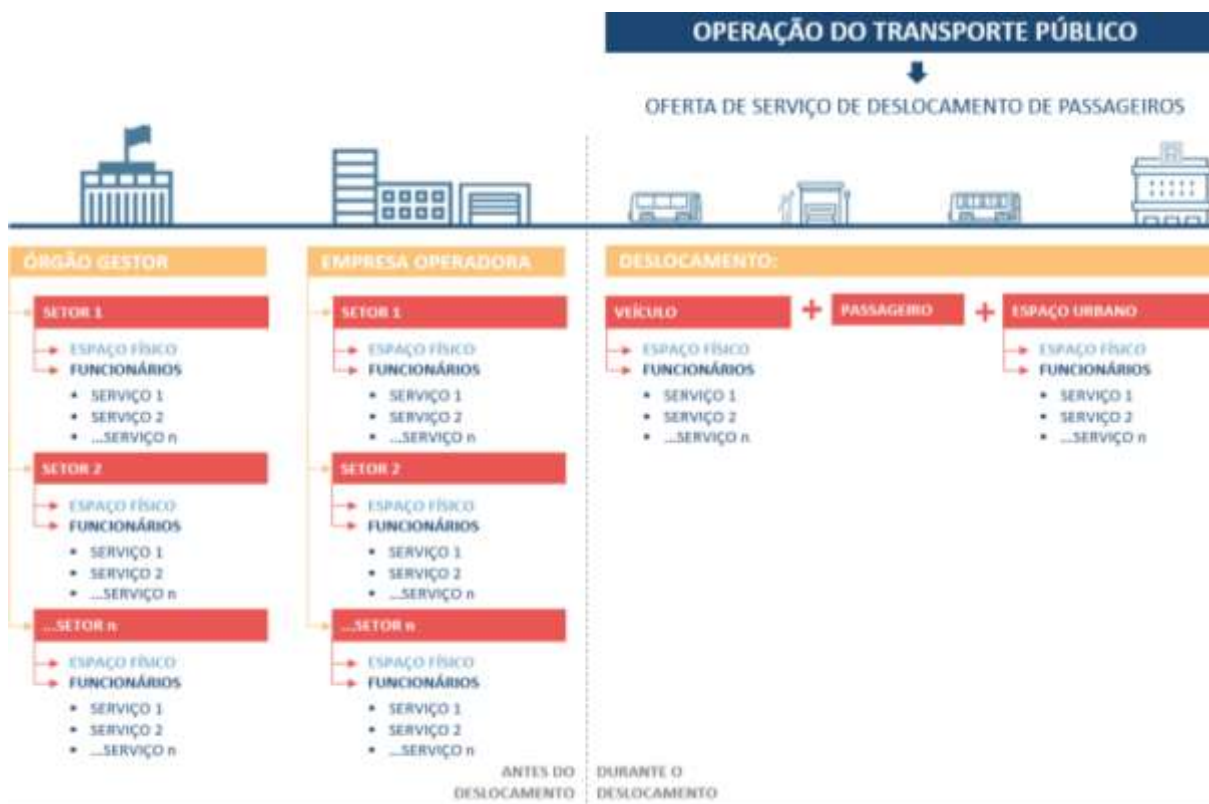 OPERAÇÃO DO TRANSPORTE PÚBLICO
OFERTA DE SERVIÇO DE DESLOCAMENTO DE PASSAGEIROS
ÓRGÃO GESTOR
SETOR 1
ESPAÇO FÍSICO
FUNCIONÁRIOS
• SERVIÇO 1
• SERVIÇO 2
• ...SERVIÇO n
SETOR 2
ESPAÇO FÍSICO
FUNCIONÁRIOS
• SERVIÇO 1
• SERVIÇO 2
• ...SERVIÇO n
...SETOR n
ESPAÇO FÍSICO
FUNCIONÁRIOS
• SERVIÇO 1
• SERVIÇO 2
• ...SERVIÇO n
EMPRESA OPERADORA
SETOR 1
ESPAÇO FÍSICO
FUNCIONÁRIOS
• SERVIÇO 1
• SERVIÇO 2
• ...SERVIÇO n
SETOR 2
ESPAÇO FÍSICO
FUNCIONÁRIOS
• SERVIÇO 1
• SERVIÇO 2
• ...SERVIÇO n
...SETOR n
ESPAÇO FÍSICO
FUNCIONÁRIOS
• SERVIÇO 1
• SERVIÇO 2
• ...SERVIÇO n
DESLOCAMENTO:
VEÍCULO + PASSAGEIRO + ESPAÇO URBANO
ESPAÇO FÍSICO
FUNCIONÁRIOS
• SERVIÇO 1
• SERVIÇO 2
• ...SERVIÇO n
ESPAÇO FÍSICO
FUNCIONÁRIOS
• SERVIÇO 1
• SERVIÇO 2
• ...SERVIÇO n
ANTES DO
DESLOCAMENTO
DURANTE O
DESLOCAMENTO